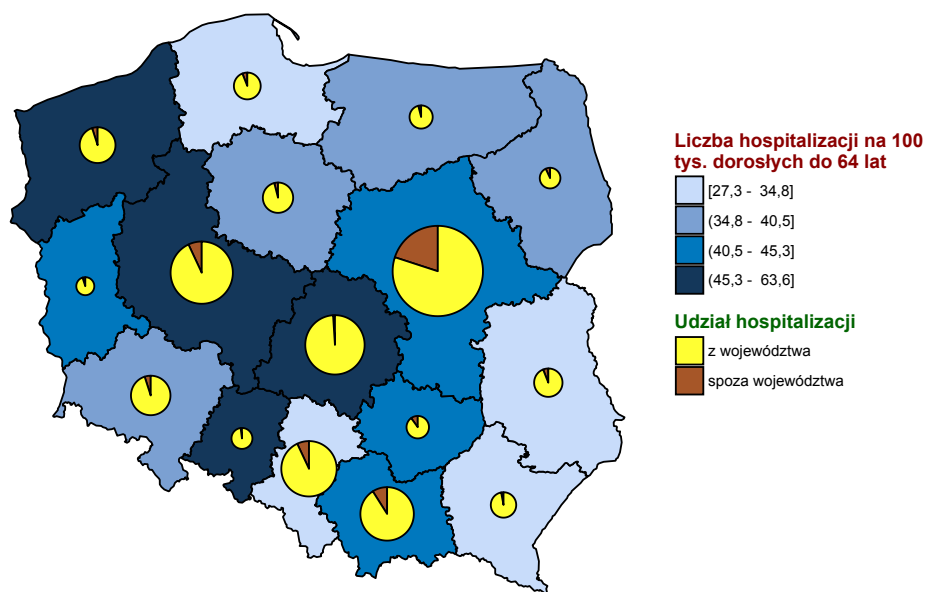 Liczba hospitalizacji na 100
tys. dorosłych do 64 lat
[27,3 - 34,8]
(34,8 - 40,5]
(40,5 - 45,3]
(45,3 - 63,6]
Udział hospitalizacji
z województwa
spoza województwa